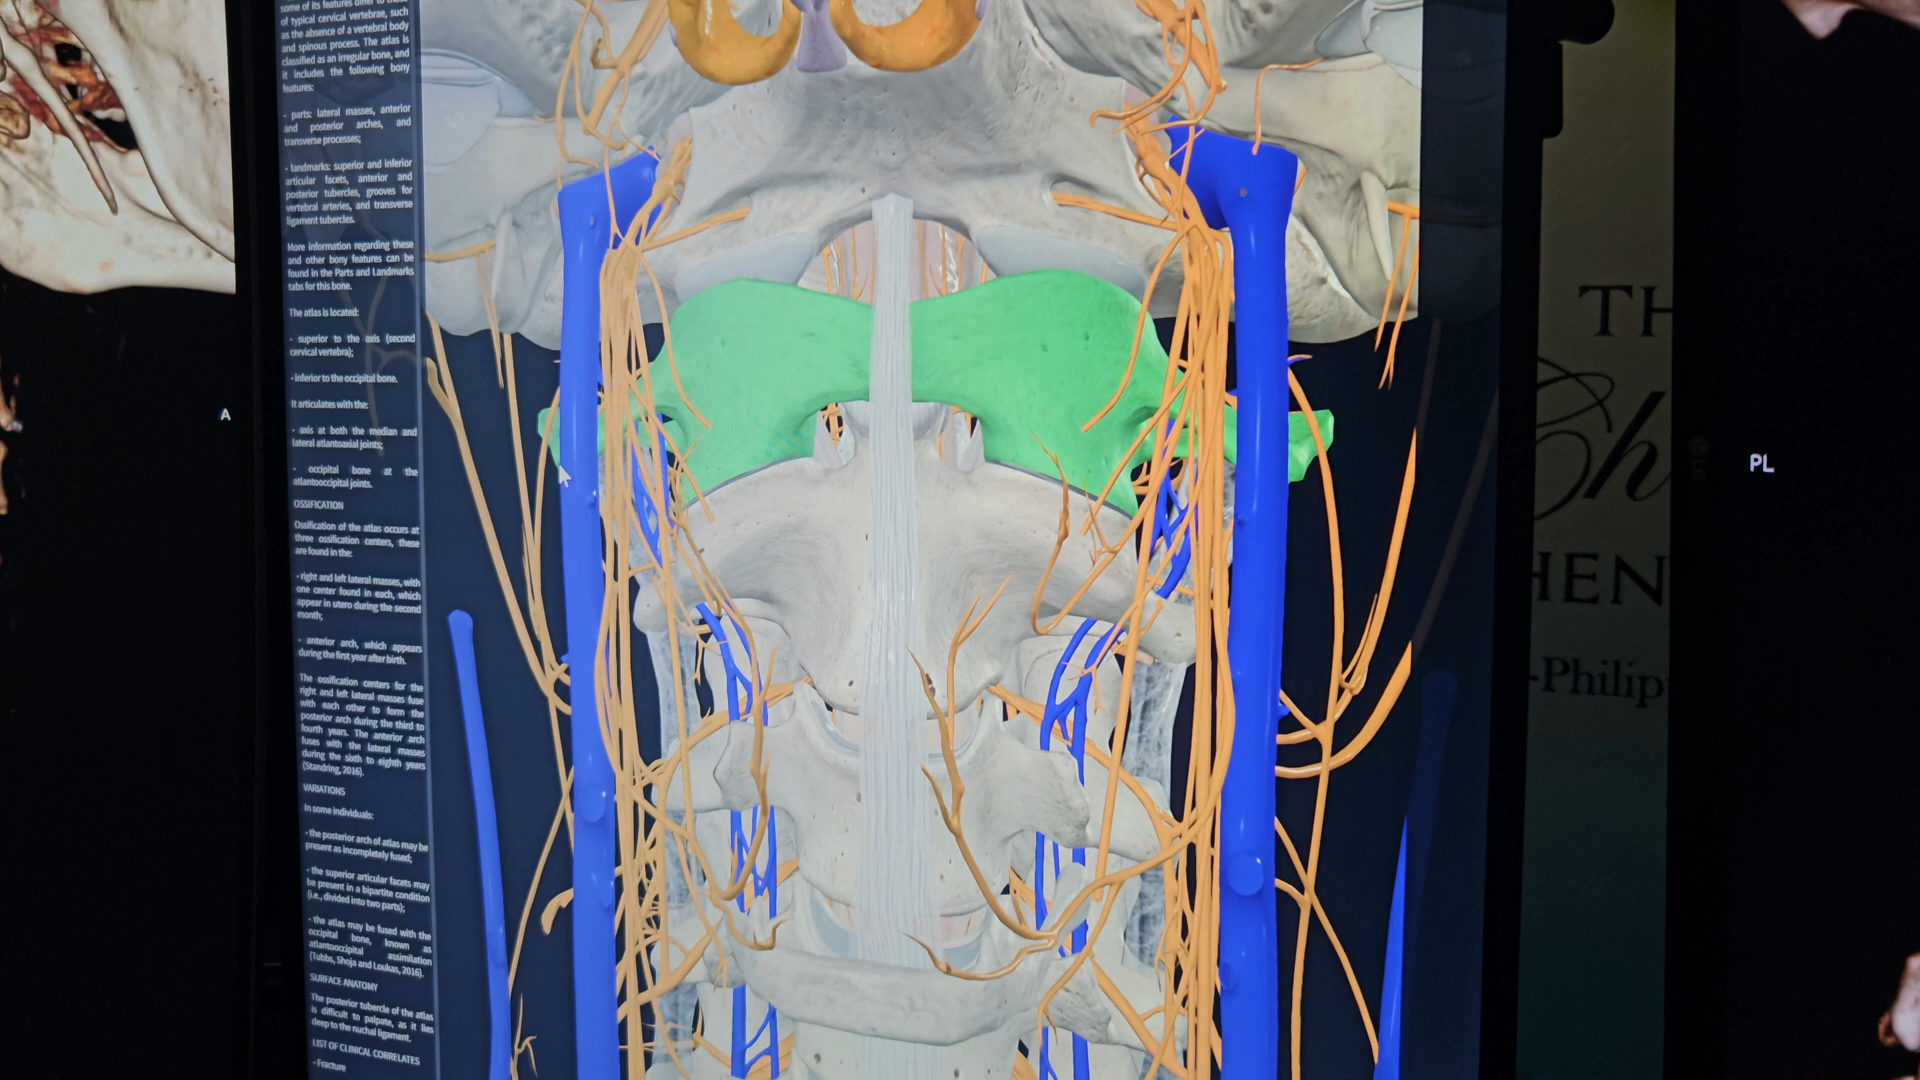 some of its features differ to those
of typical cervical vertebrae, such
as the absence of a vertebral body
and spinous process. The atlas is
classified as an irregular bone, and
it includes the following bony
features:
- parts: lateral masses, anterior
and posterior arches, and
transverse processes;
- landmarks: superior and inferior
articular facets, anterior and
posterior tubercles, grooves for
vertebral arteries, and transverse
ligament tubercles.
More information regarding these
and other bony features can be
found in the Parts and Landmarks
tabs for this bone.
The atlas is located:
- superior to the axis (second
cervical vertebra);
- inferior to the occipital bone.
It articulates with the:
- axis at both the median and
lateral atlantoaxial joints;
- occipital bone at the
atlantooccipital joints.
OSSIFICATION
Ossification of the atlas occurs at
three ossification centers, these
are found in the:
- right and left lateral masses, with
one center found in each, which
appear in utero during the second
month;
- anterior arch, which appears
during the first year after birth.
The ossification centers for the
right and left lateral masses fuse
with each other to form the
posterior arch during the third to
fourth years. The anterior arch
fuses with the lateral masses
during the sixth to eighth years
(Standring, 2016).
VARIATIONS
In some individuals:
- the posterior arch of atlas may be
present as incompletely fused;
- the superior articular facets may
be present in a bipartite condition
(i.e., divided into two parts);
- the atlas may be fused with the
occipital bone, known as
atlantooccipital assimilation
(Tubbs, Shoja and Loukas, 2016).
SURFACE ANATOMY
The posterior tubercle of the atlas
is difficult to palpate, as it lies
deep to the nuchal ligament.
LIST OF CLINICAL CORRELATES
- Fracture
A
TH
Ch
HEN
-Philip
PL